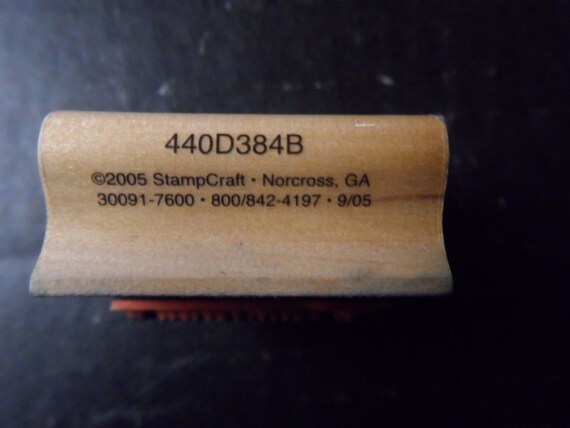 440D384B
©2005 StampCraft • Norcross, GA
30091-7600 • 800/842-4197 • 9/05